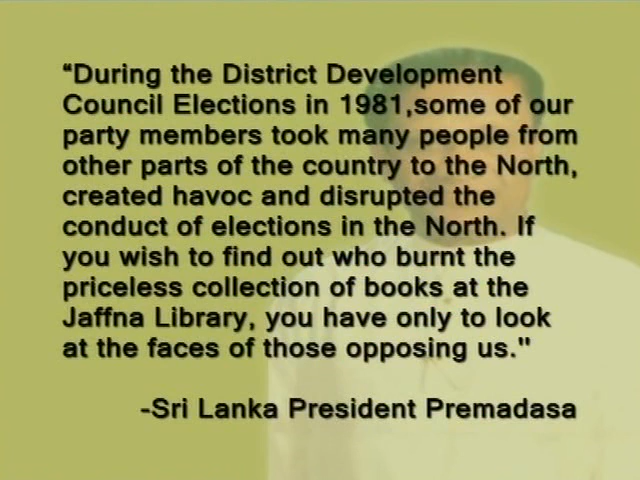 “During the District Development
Council Elections in 1981,some of our
party members took many people from
other parts of the country to the North,
created havoc and disrupted the
conduct of elections in the North. If
you wish to find out who burnt the
priceless collection of books at the
Jaffna Library, you have only to look
at the faces of those opposing us."
-Sri Lanka President Premadasa